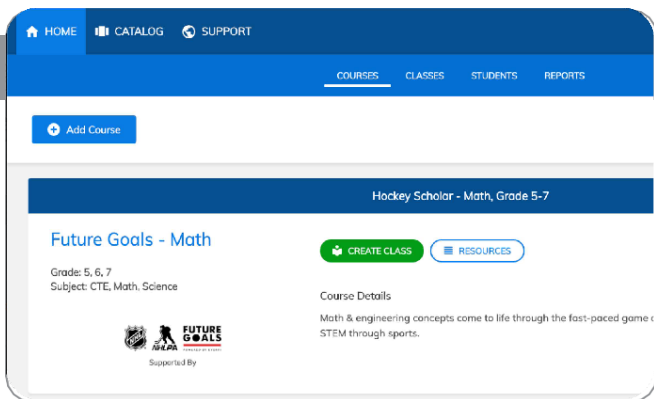 HOME CATALOG SUPPORT
COURSES CLASSES STUDENTS REPORTS
Add Course
Hockey Scholar - Math, Grade 5-7
Future Goals - Math
CREATE CLASS RESOURCES
Grade: 5, 6, 7
Subject: CTE, Math, Science
Course Details
Math & engineering concepts come to life through the fast-paced game
STEM through sports.
NHL NHLPA FUTURE GOALS
Supported By